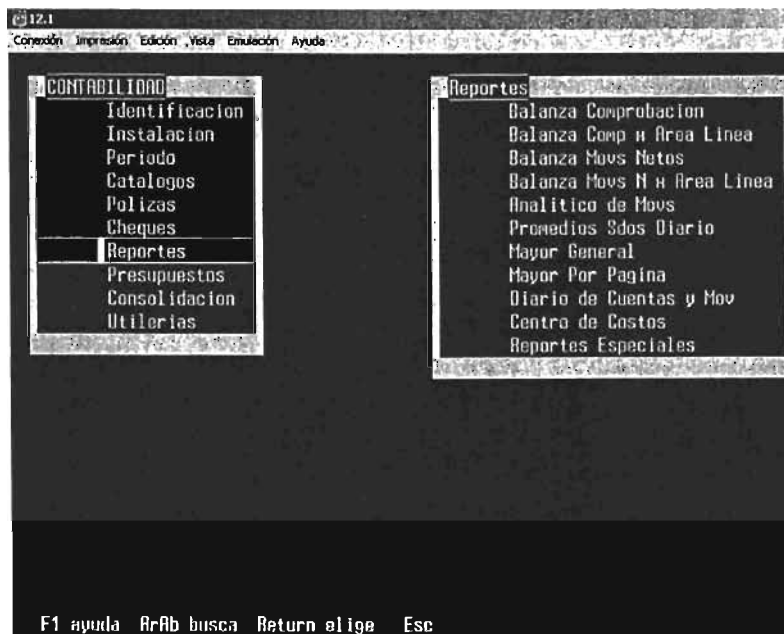 12.1
Conexión Impresión Edición Vista Emulación Ayuda
CONTABILIDAD
Identificacion
Instalacion
Periodo
Catalogos
Polizas
Cheques
Reportes
Presupuestos
Consolidacion
Utilerias
Reportes
Balanza Comprobacion
Balanza Comp x Area Linea
Balanza Movs Netos
Balanza Movs N x Area Linea
Analitico de Movs
Promedios Sdos Diario
Mayor General
Mayor Por Pagina
Diario de Cuentas y Mov
Centro de Costos
Reportes Especiales
F1 ayuda ArAb busca Return elige Esc